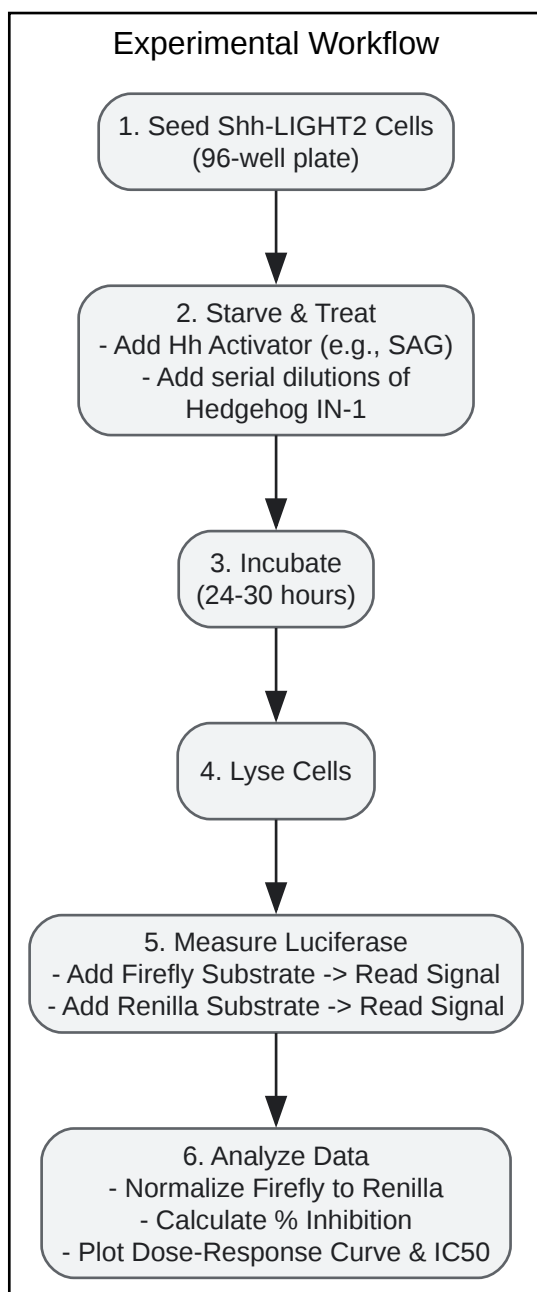 Experimental Workflow
1. Seed Shh-LIGHT2 Cells
(96-well plate)
2. Starve & Treat
- Add Hh Activator (e.g., SAG)
- Add serial dilutions of
Hedgehog IN-1
3. Incubate
(24-30 hours)
4. Lyse Cells
5. Measure Luciferase
- Add Firefly Substrate -> Read Signal
- Add Renilla Substrate -> Read Signal
6. Analyze Data
- Normalize Firefly to Renilla
- Calculate % Inhibition
- Plot Dose-Response Curve & IC50